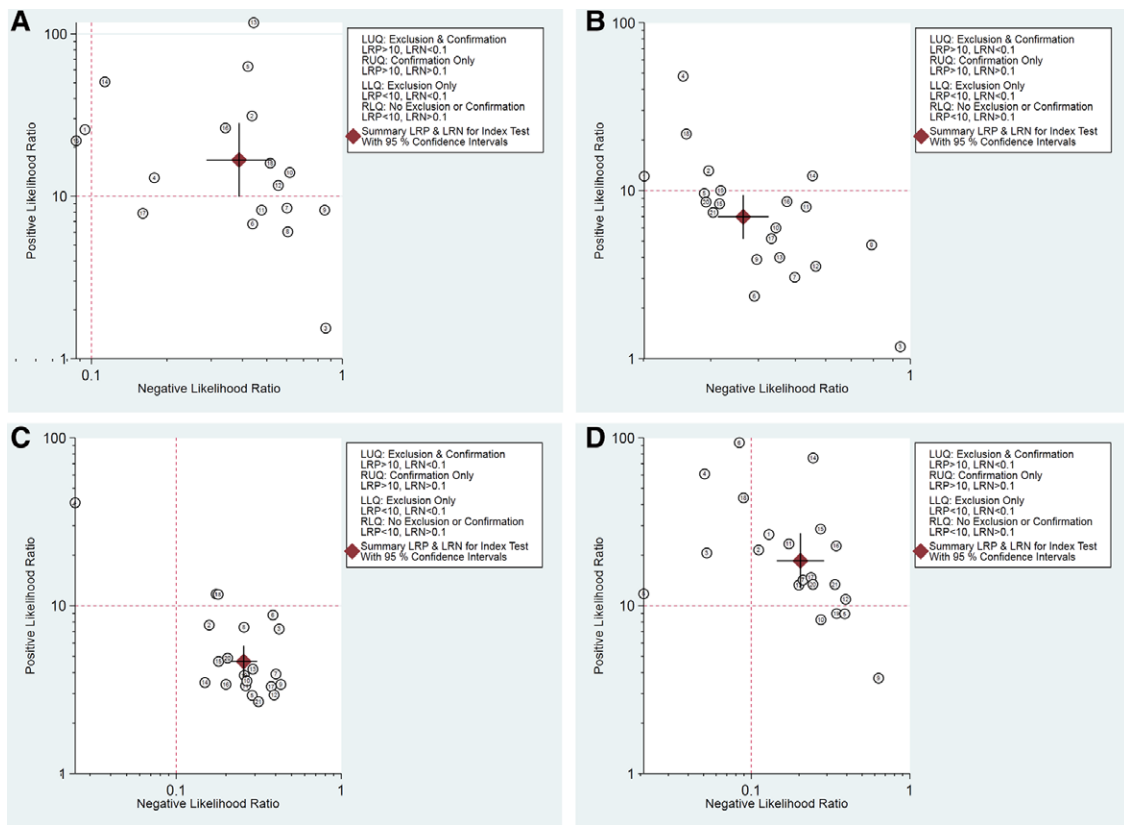 A
100
10
1
0.1
1
Positive Likelihood Ratio
Negative Likelihood Ratio
LUQ: Exclusion & Confirmation
LRP>10, LRN<0.1
RUQ: Confirmation Only
LRP>10, LRN>0.1
LLQ: Exclusion Only
LRP<10, LRN<0.1
RLQ: No Exclusion or Confirmation
LRP<10, LRN>0.1
Summary LRP & LRN for Index Test
With 95 % Confidence Intervals
B
100
10
1
0.1
1
Positive Likelihood Ratio
Negative Likelihood Ratio
LUQ: Exclusion & Confirmation
LRP>10, LRN<0.1
RUQ: Confirmation Only
LRP>10, LRN>0.1
LLQ: Exclusion Only
LRP<10, LRN<0.1
RLQ: No Exclusion or Confirmation
LRP<10, LRN>0.1
Summary LRP & LRN for Index Test
With 95 % Confidence Intervals
C
100
10
1
0.1
1
Positive Likelihood Ratio
Negative Likelihood Ratio
LUQ: Exclusion & Confirmation
LRP>10, LRN<0.1
RUQ: Confirmation Only
LRP>10, LRN>0.1
LLQ: Exclusion Only
LRP<10, LRN<0.1
RLQ: No Exclusion or Confirmation
LRP<10, LRN>0.1
Summary LRP & LRN for Index Test
With 95 % Confidence Intervals
D
100
10
1
0.1
1
Positive Likelihood Ratio
Negative Likelihood Ratio
LUQ: Exclusion & Confirmation
LRP>10, LRN<0.1
RUQ: Confirmation Only
LRP>10, LRN>0.1
LLQ: Exclusion Only
LRP<10, LRN<0.1
RLQ: No Exclusion or Confirmation
LRP<10, LRN>0.1
Summary LRP & LRN for Index Test
With 95 % Confidence Intervals